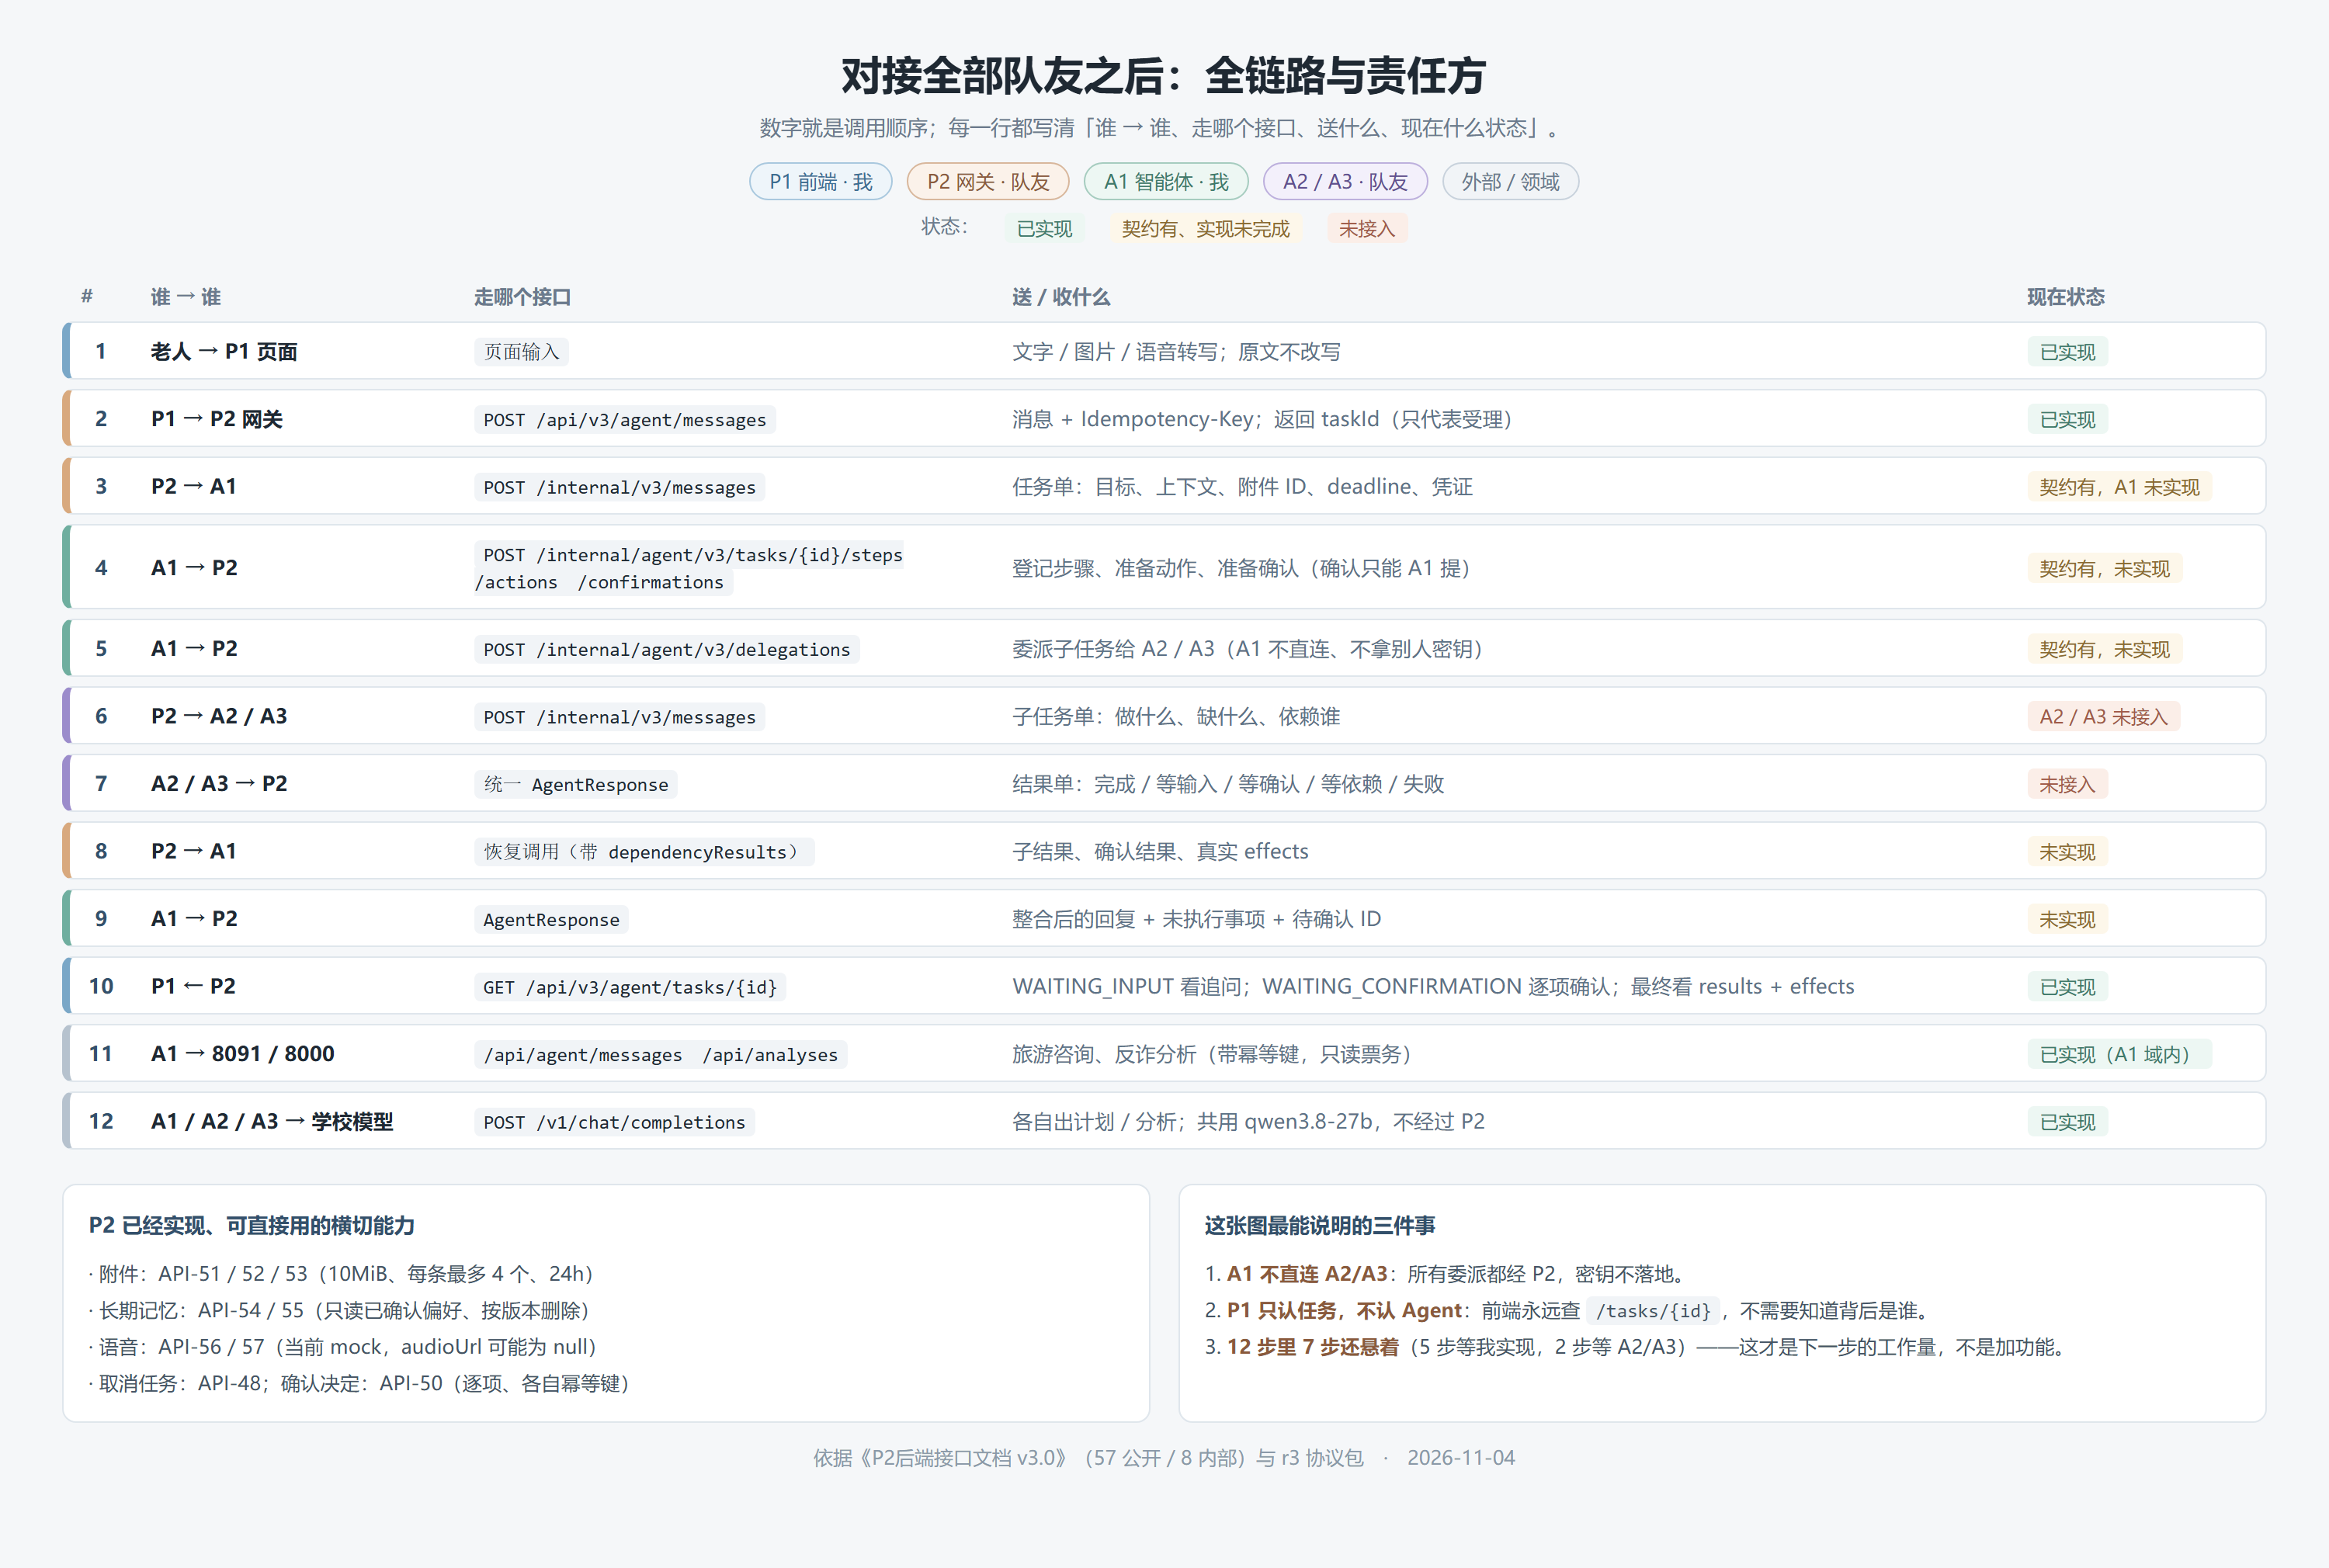 对接全部队友之后：全链路与责任方
数字就是调用顺序；每一行都写清「谁 → 谁、走哪个接口、送什么、现在什么状态」。
P1 前端 · 我 P2 网关 · 队友 A1 智能体 · 我 A2 / A3 · 队友 外部 / 领域
状态： 已实现 契约有、实现未完成 未接入
# 谁 → 谁 走哪个接口 送 / 收什么 现在状态
1 老人 → P1 页面 页面输入 文字 / 图片 / 语音转写；原文不改写 已实现
2 P1 → P2 网关 POST /api/v3/agent/messages 消息 + Idempotency-Key；返回 taskId（只代表受理） 已实现
3 P2 → A1 POST /internal/v3/messages 任务单：目标、上下文、附件 ID、deadline、凭证 契约有，A1 未实现
4 A1 → P2 POST /internal/agent/v3/tasks/{id}/steps
/actions /confirmations 登记步骤、准备动作、准备确认（确认只能 A1 提） 契约有，未实现
5 A1 → P2 POST /internal/agent/v3/delegations 委派子任务给 A2 / A3（A1 不直连、不拿别人密钥） 契约有，未实现
6 P2 → A2 / A3 POST /internal/v3/messages 子任务单：做什么、缺什么、依赖谁 A2 / A3 未接入
7 A2 / A3 → P2 统一 AgentResponse 结果单：完成 / 等输入 / 等确认 / 等依赖 / 失败 未接入
8 P2 → A1 恢复调用（带 dependencyResults） 子结果、确认结果、真实 effects 未实现
9 A1 → P2 AgentResponse 整合后的回复 + 未执行事项 + 待确认 ID 未实现
10 P1 ← P2 GET /api/v3/agent/tasks/{id} WAITING_INPUT 看追问；WAITING_CONFIRMATION 逐项确认；最终看 results + effects 已实现
11 A1 → 8091 / 8000 /api/agent/messages /api/analyses 旅游咨询、反诈分析（带幂等键，只读票务） 已实现（A1 域内）
12 A1 / A2 / A3 → 学校模型 POST /v1/chat/completions 各自出计划 / 分析；共用 qwen3.8-27b，不经过 P2 已实现
P2 已经实现、可直接用的横切能力
· 附件：API-51 / 52 / 53（10MiB、每条最多 4 个、24h）
· 长期记忆：API-54 / 55（只读已确认偏好、按版本删除）
· 语音：API-56 / 57（当前 mock，audioUrl 可能为 null）
· 取消任务：API-48；确认决定：API-50（逐项、各自幂等键）
这张图最能说明的三件事
1. A1 不直连 A2/A3：所有委派都经 P2，密钥不落地。
2. P1 只认任务，不认 Agent：前端永远查 /tasks/{id}，不需要知道背后是谁。
3. 12 步里 7 步还悬着（5 步等我实现，2 步等 A2/A3）——这才是下一步的工作量，不是加功能。
依据《P2后端接口文档 v3.0》（57 公开 / 8 内部）与 r3 协议包 · 2026-11-04